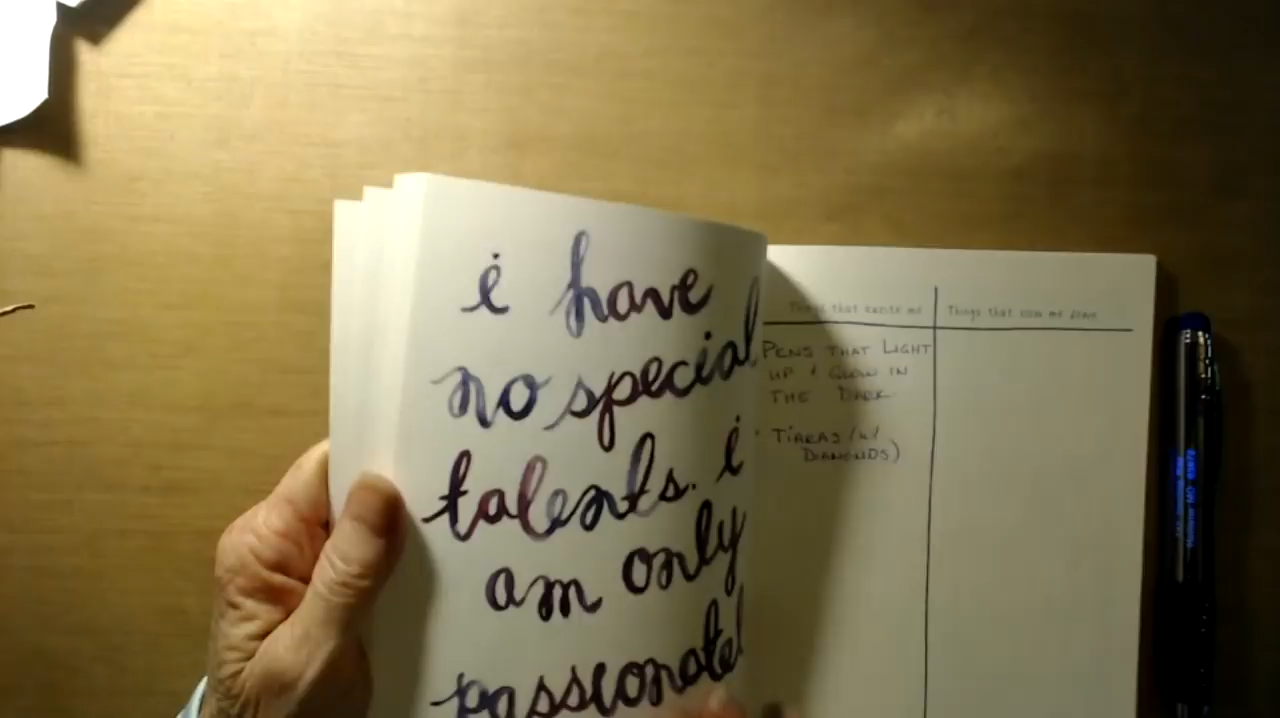 i have
no special
talents. i
am only
passionatel
Things that excite me
Things that slow me down
PENS THAT LIGHT
UP & GLOW IN
THE DARK
TIARAS (w/
DIAMONDS)